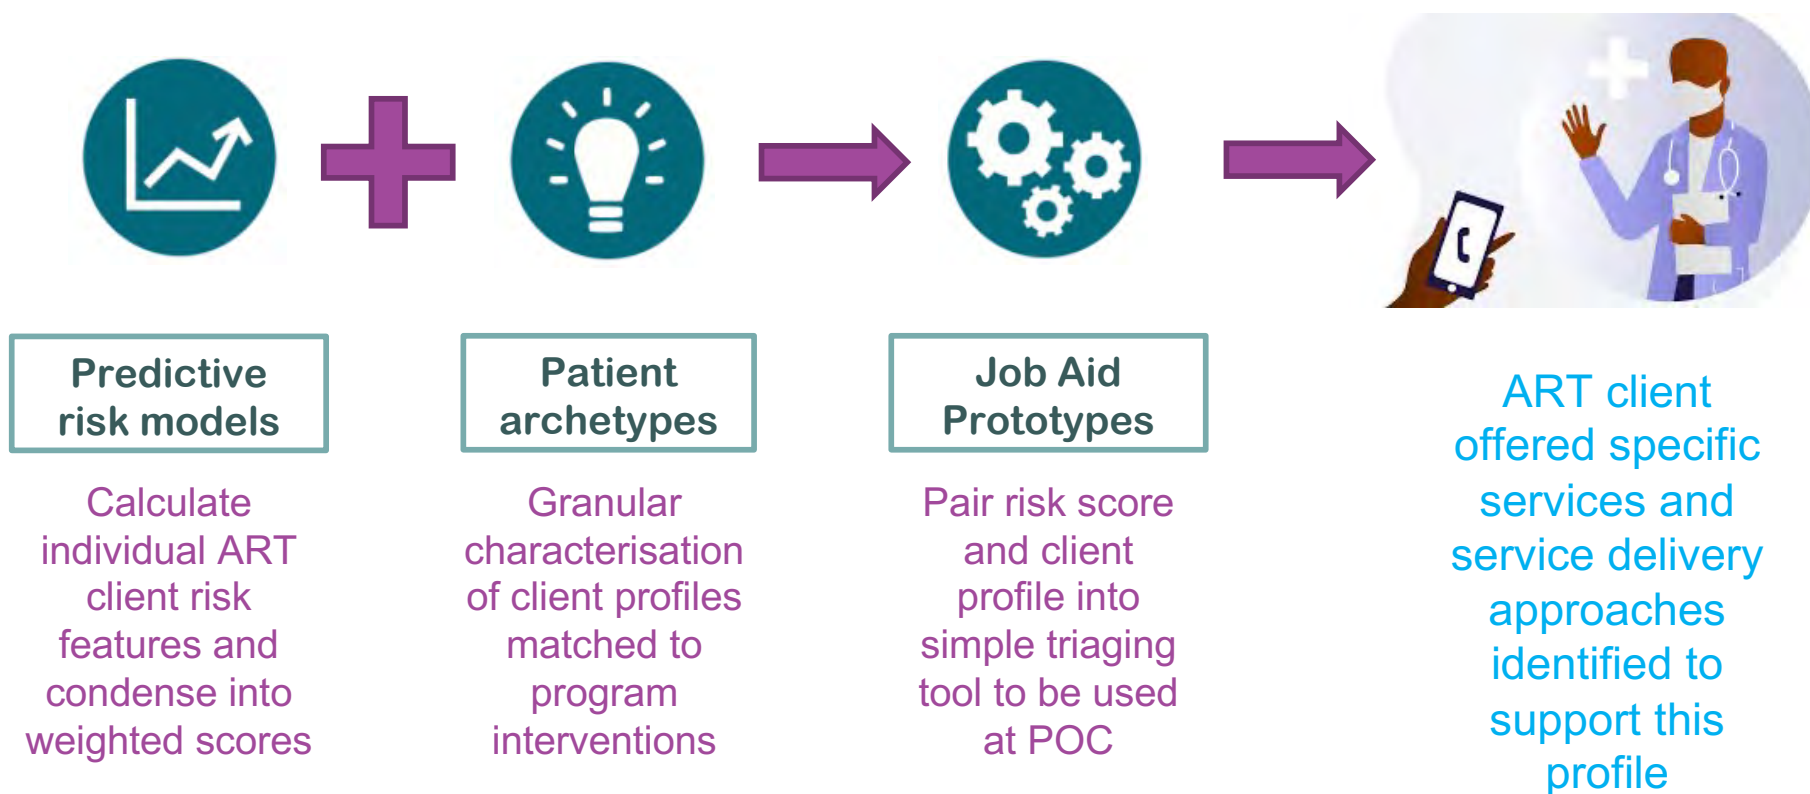 Predictive
risk models
Calculate
individual ART
client risk
features and
condense into
weighted scores
Patient
archetypes
Granular
characterisation
of client profiles
matched to
program
interventions
Job Aid
Prototypes
Pair risk score
and client
profile into
simple triaging
tool to be used
at POC
ART client
offered specific
services and
service delivery
approaches
identified to
support this
profile